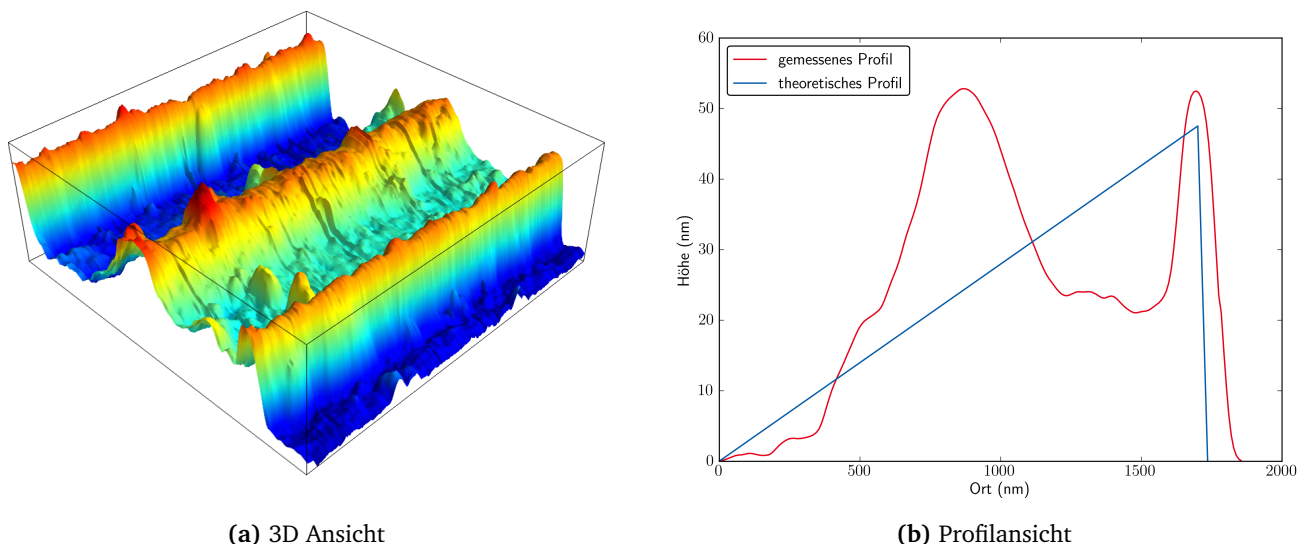 60
50
40
30
20
10
0
Höhe (nm)
gemessenes Profil
theoretisches Profil
0 500 1000 1500 2000
Ort (nm)
(a) 3D Ansicht
(b) Profilansicht